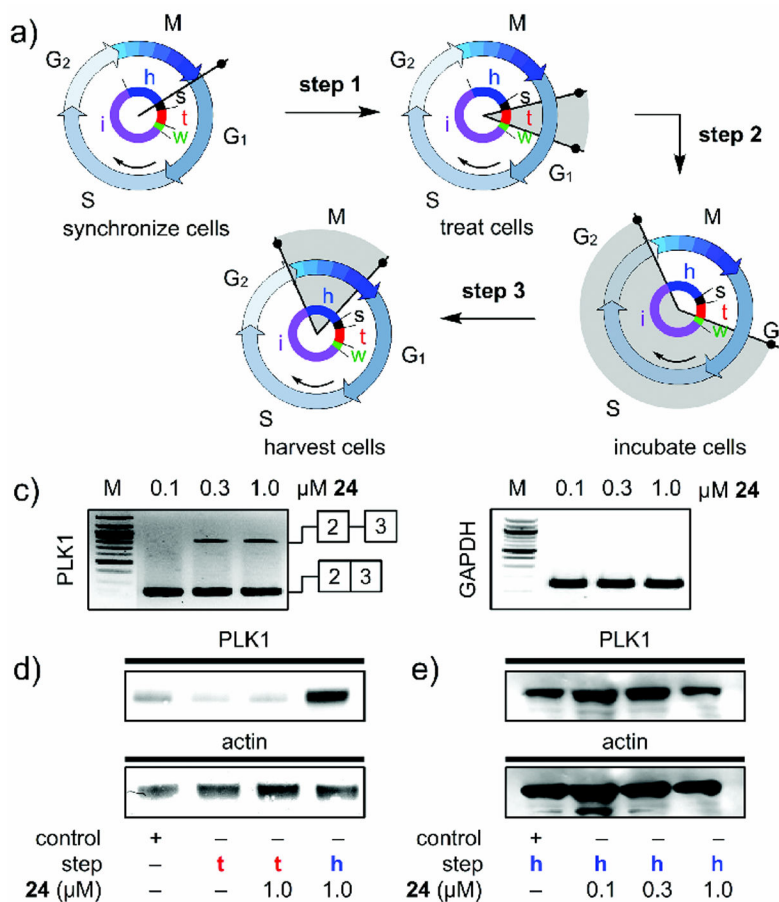 a)
M
G₂
h
s
t
w
i
G₁
S
synchronize cells
step 1
M
G₂
h
s
t
w
i
G₁
S
treat cells
step 2
M
G₂
h
s
t
w
i
G
S
incubate cells
step 3
M
G₂
h
s
t
w
i
G₁
S
harvest cells
c)
M 0.1 0.3 1.0 µM 24
PLK1
2 3
2 3
M 0.1 0.3 1.0 µM 24
GAPDH
d)
PLK1
actin
control + – – –
step – t t h
24 (µM) – – 1.0 1.0
e)
PLK1
actin
control + – – –
step h h h h
24 (µM) – 0.1 0.3 1.0